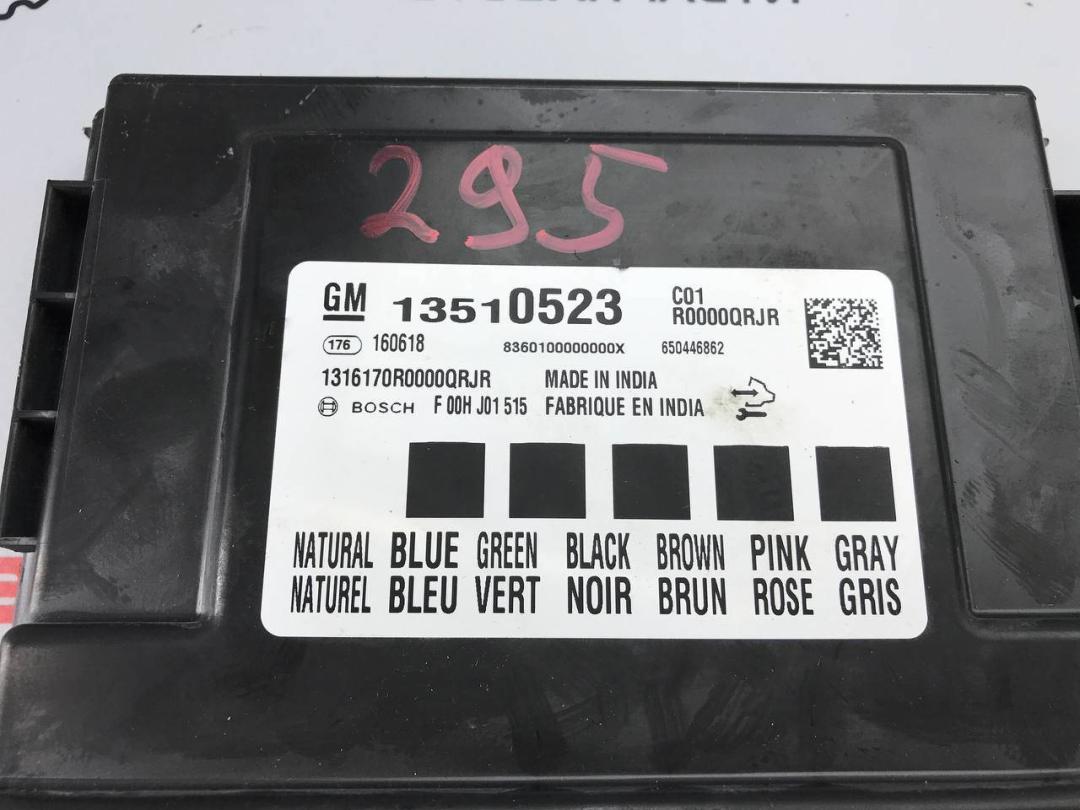 295
GM 13510523 C01
R0000QRJR
176 160618 8360100000000X 650446862
1316170R0000QRJR MADE IN INDIA
BOSCH F 00H J01 515 FABRIQUE EN INDIA
NATURAL BLUE GREEN BLACK BROWN PINK GRAY
NATUREL BLEU VERT NOIR BRUN ROSE GRIS